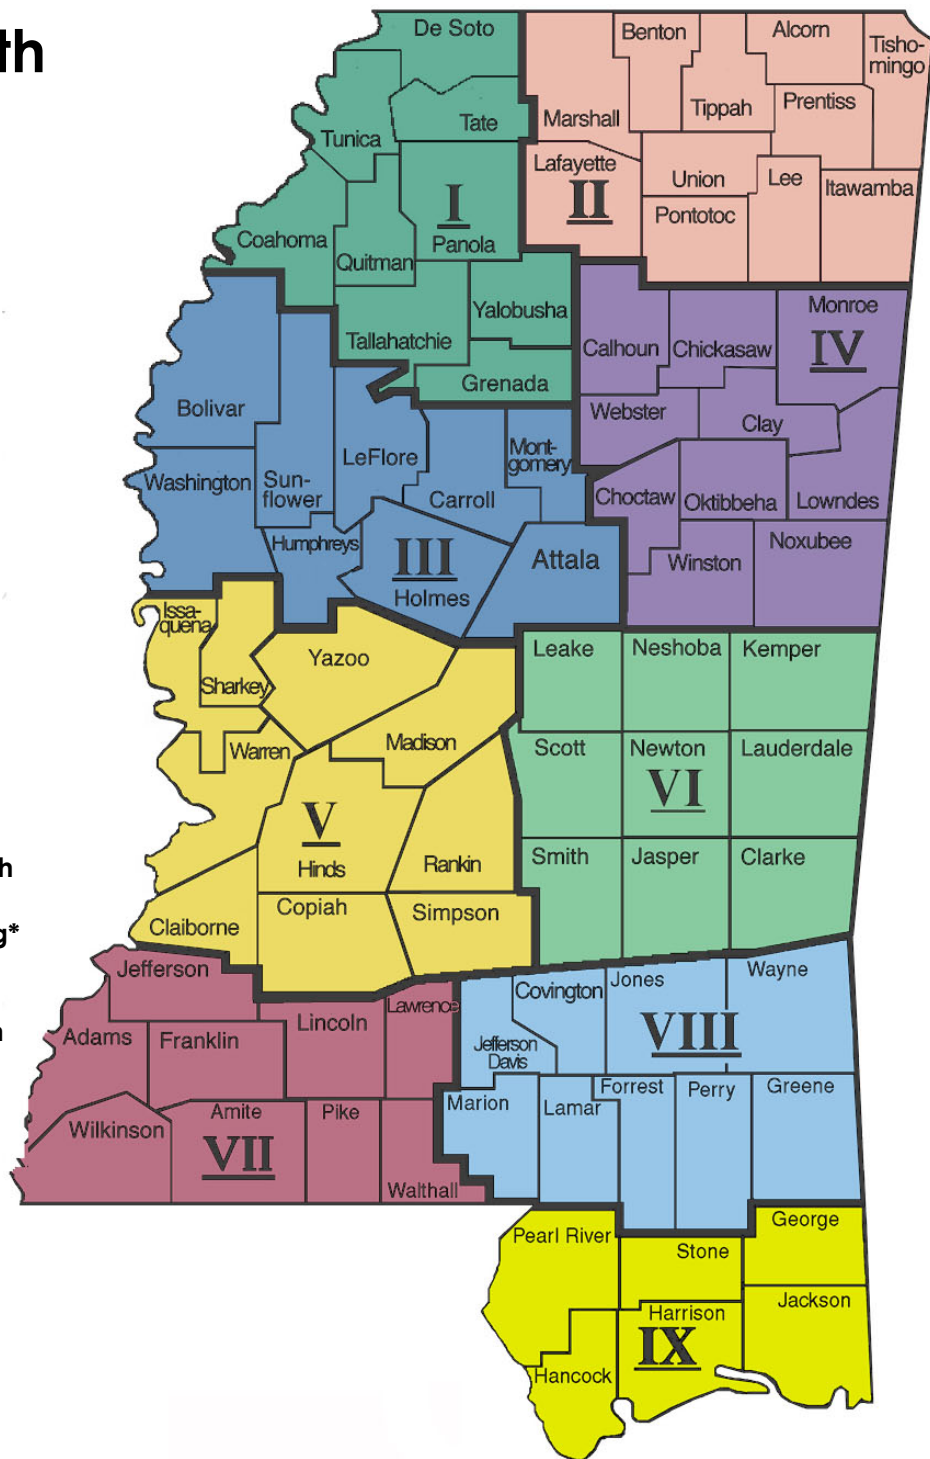 th
De Soto
Benton
Alcorn
Tisho-
mingo
Marshall
Tippah
Prentiss
Tunica
Tate
Lafayette
Union
Lee
Itawamba
I
II
Pontotoc
Coahoma
Panola
Quitman
Yalobusha
Monroe
Tallahatchie
Calhoun
Chickasaw
IV
Grenada
Bolivar
Webster
Clay
LeFlore
Mont-
gomery
Washington
Sun-
flower
Carroll
Choctaw
Oktibbeha
Lowndes
Humphreys
III
Attala
Winston
Noxubee
Holmes
Issa-
quena
Yazoo
Leake
Neshoba
Kemper
Sharkey
Warren
Madison
Scott
Newton
Lauderdale
VI
V
Hinds
Rankin
Smith
Jasper
Clarke
h
Copiah
Simpson
Claiborne
g*
Jefferson
Jones
Wayne
Covington
Lawrence
Lincoln
Adams
Franklin
n
VIII
Jefferson
Davis
Marion
Lamar
Forrest
Perry
Greene
Wilkinson
Amite
Pike
VII
Walthall
Pearl River
Stone
George
Harrison
Jackson
IX
Hancock